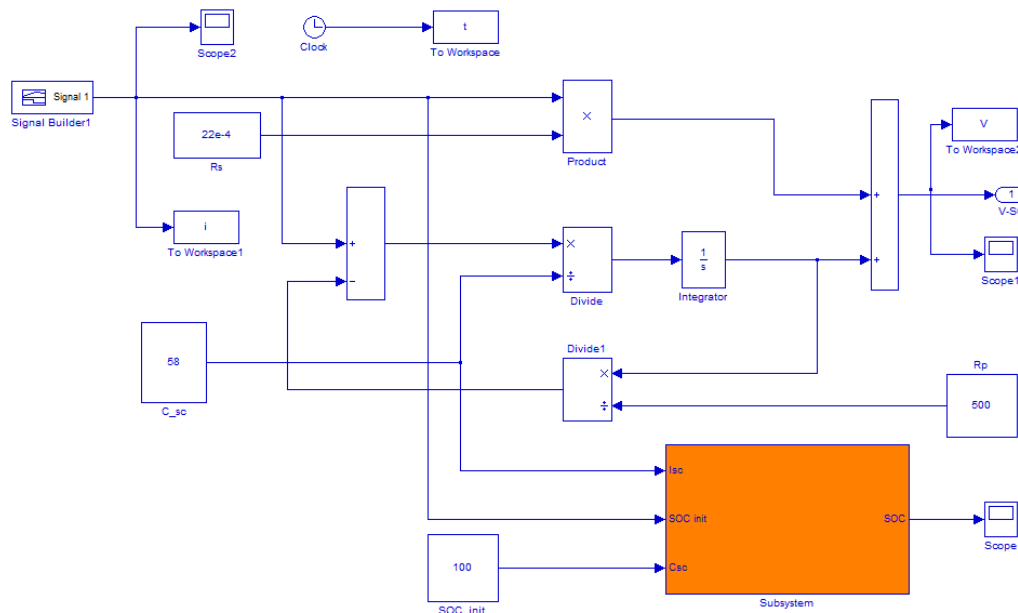 Signal 1
Signal Builder1
Scope2
Clock
t
To Workspace
22e-4
Rs
×
Product
V
To Workspace2
1
i
To Workspace1
+
−
×
÷
Divide
1
s
Integrator
+
+
Scope1
58
C_sc
Divide1
×
÷
Rp
500
Isc
SOC init
Csc
SOC
Subsystem
100
SOC_init
Scope